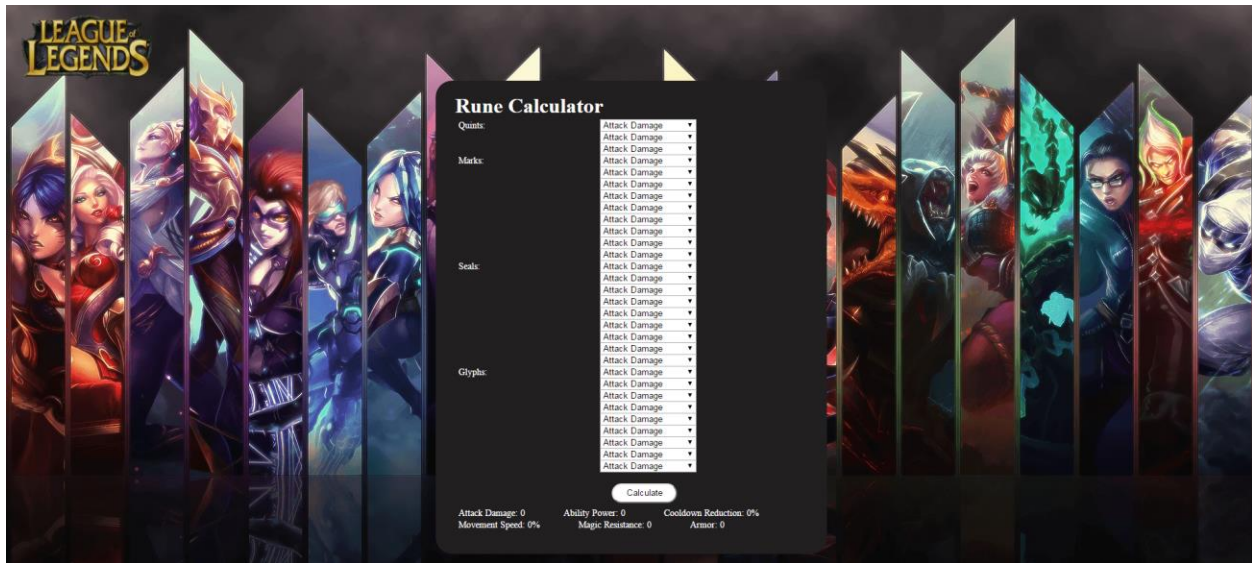 LEAGUE of
LEGENDS
Rune Calculator
Quints: Attack Damage
Attack Damage
Attack Damage
Marks: Attack Damage
Attack Damage
Attack Damage
Attack Damage
Attack Damage
Attack Damage
Attack Damage
Attack Damage
Attack Damage
Seals: Attack Damage
Attack Damage
Attack Damage
Attack Damage
Attack Damage
Attack Damage
Attack Damage
Attack Damage
Attack Damage
Glyphs: Attack Damage
Attack Damage
Attack Damage
Attack Damage
Attack Damage
Attack Damage
Attack Damage
Attack Damage
Attack Damage
Calculate
Attack Damage: 0 Ability Power: 0 Cooldown Reduction: 0%
Movement Speed: 0% Magic Resistance: 0 Armor: 0